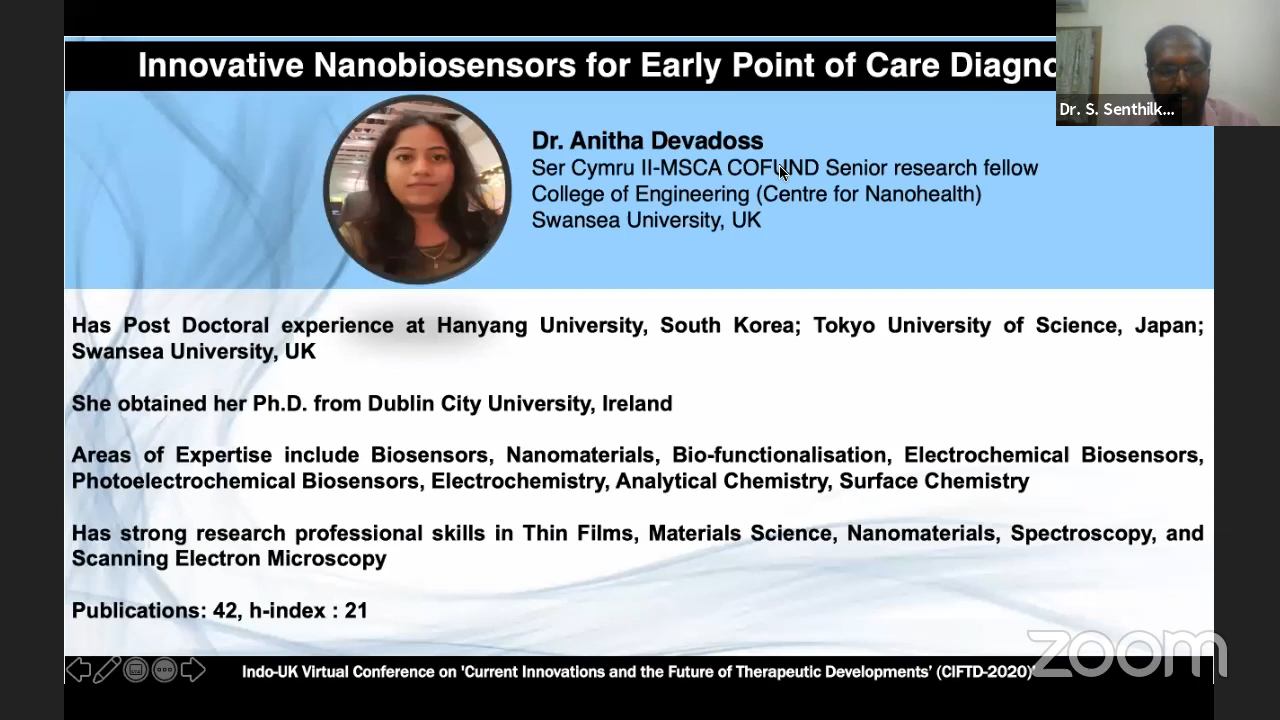 Innovative Nanobiosensors for Early Point of Care Diagno
Dr. S. Senthilk...
Dr. Anitha Devadoss
Ser Cymru II-MSCA COFUND Senior research fellow
College of Engineering (Centre for Nanohealth)
Swansea University, UK
Has Post Doctoral experience at Hanyang University, South Korea; Tokyo University of Science, Japan;
Swansea University, UK
She obtained her Ph.D. from Dublin City University, Ireland
Areas of Expertise include Biosensors, Nanomaterials, Bio-functionalisation, Electrochemical Biosensors,
Photoelectrochemical Biosensors, Electrochemistry, Analytical Chemistry, Surface Chemistry
Has strong research professional skills in Thin Films, Materials Science, Nanomaterials, Spectroscopy, and
Scanning Electron Microscopy
Publications: 42, h-index : 21
zoom
Indo-UK Virtual Conference on 'Current Innovations and the Future of Therapeutic Developments' (CIFTD-2020)'